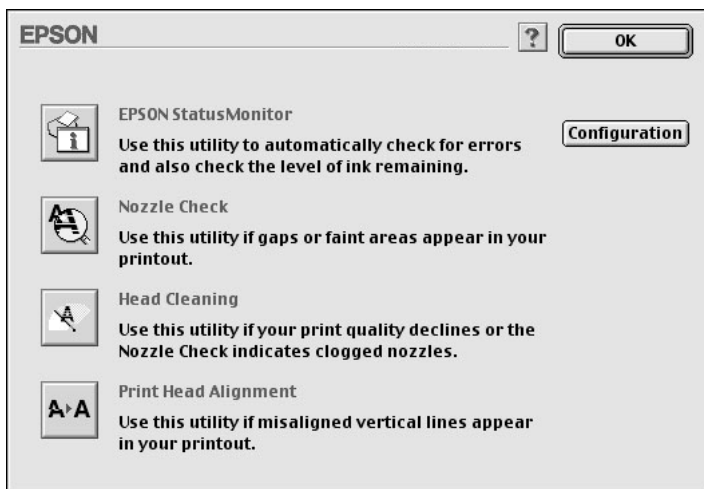 EPSON
?
OK
EPSON StatusMonitor
Use this utility to automatically check for errors
and also check the level of ink remaining.
Configuration
Nozzle Check
Use this utility if gaps or faint areas appear in your
printout.
Head Cleaning
Use this utility if your print quality declines or the
Nozzle Check indicates clogged nozzles.
A▸A
Print Head Alignment
Use this utility if misaligned vertical lines appear
in your printout.